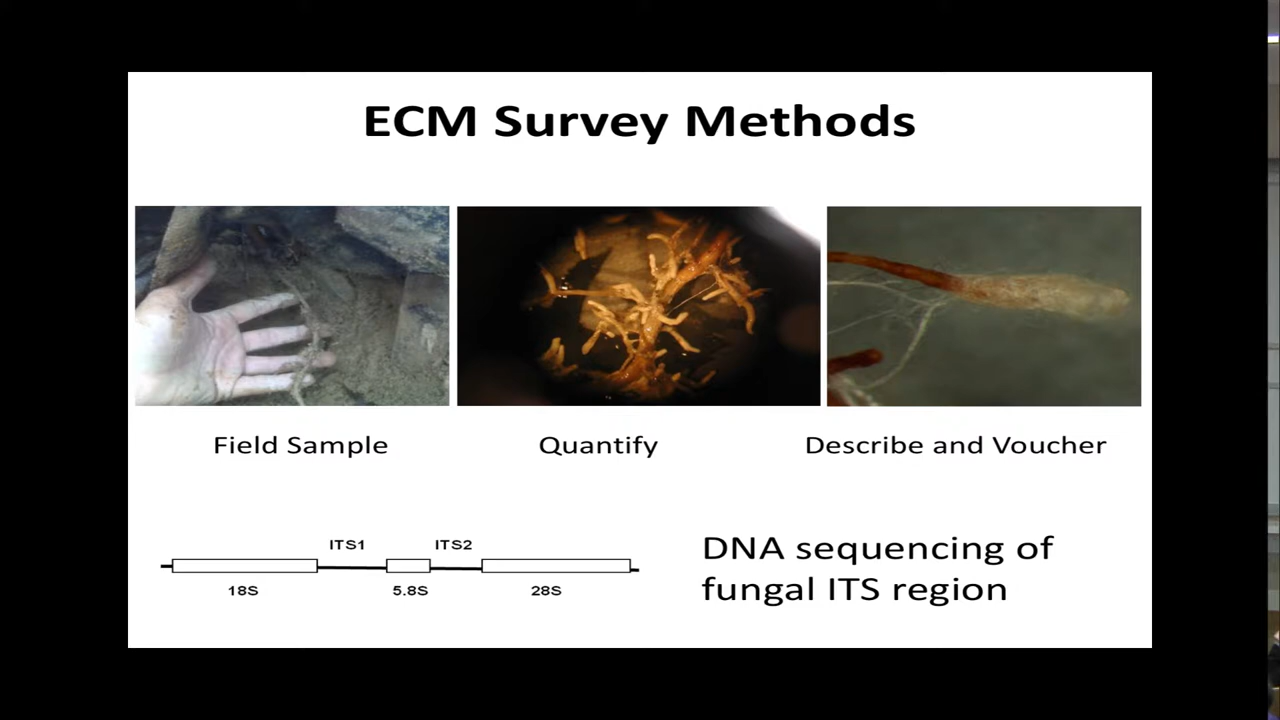 ECM Survey Methods
Field Sample
Quantify
Describe and Voucher
ITS1
ITS2
18S
5.8S
28S
DNA sequencing of
fungal ITS region